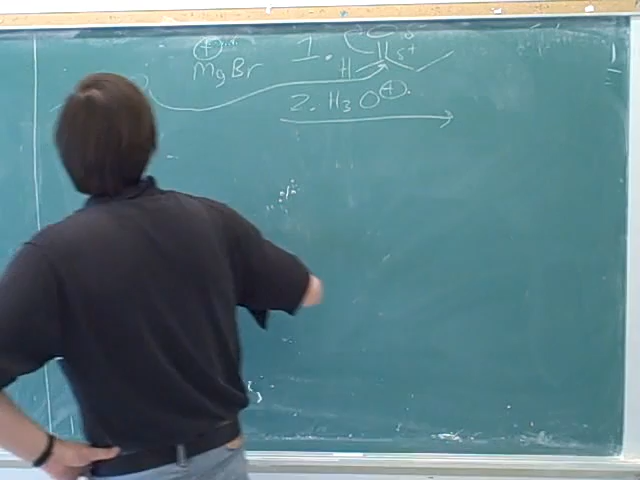 ⊕
MgBr
1.
O
H
δ+
2. H3O⊕